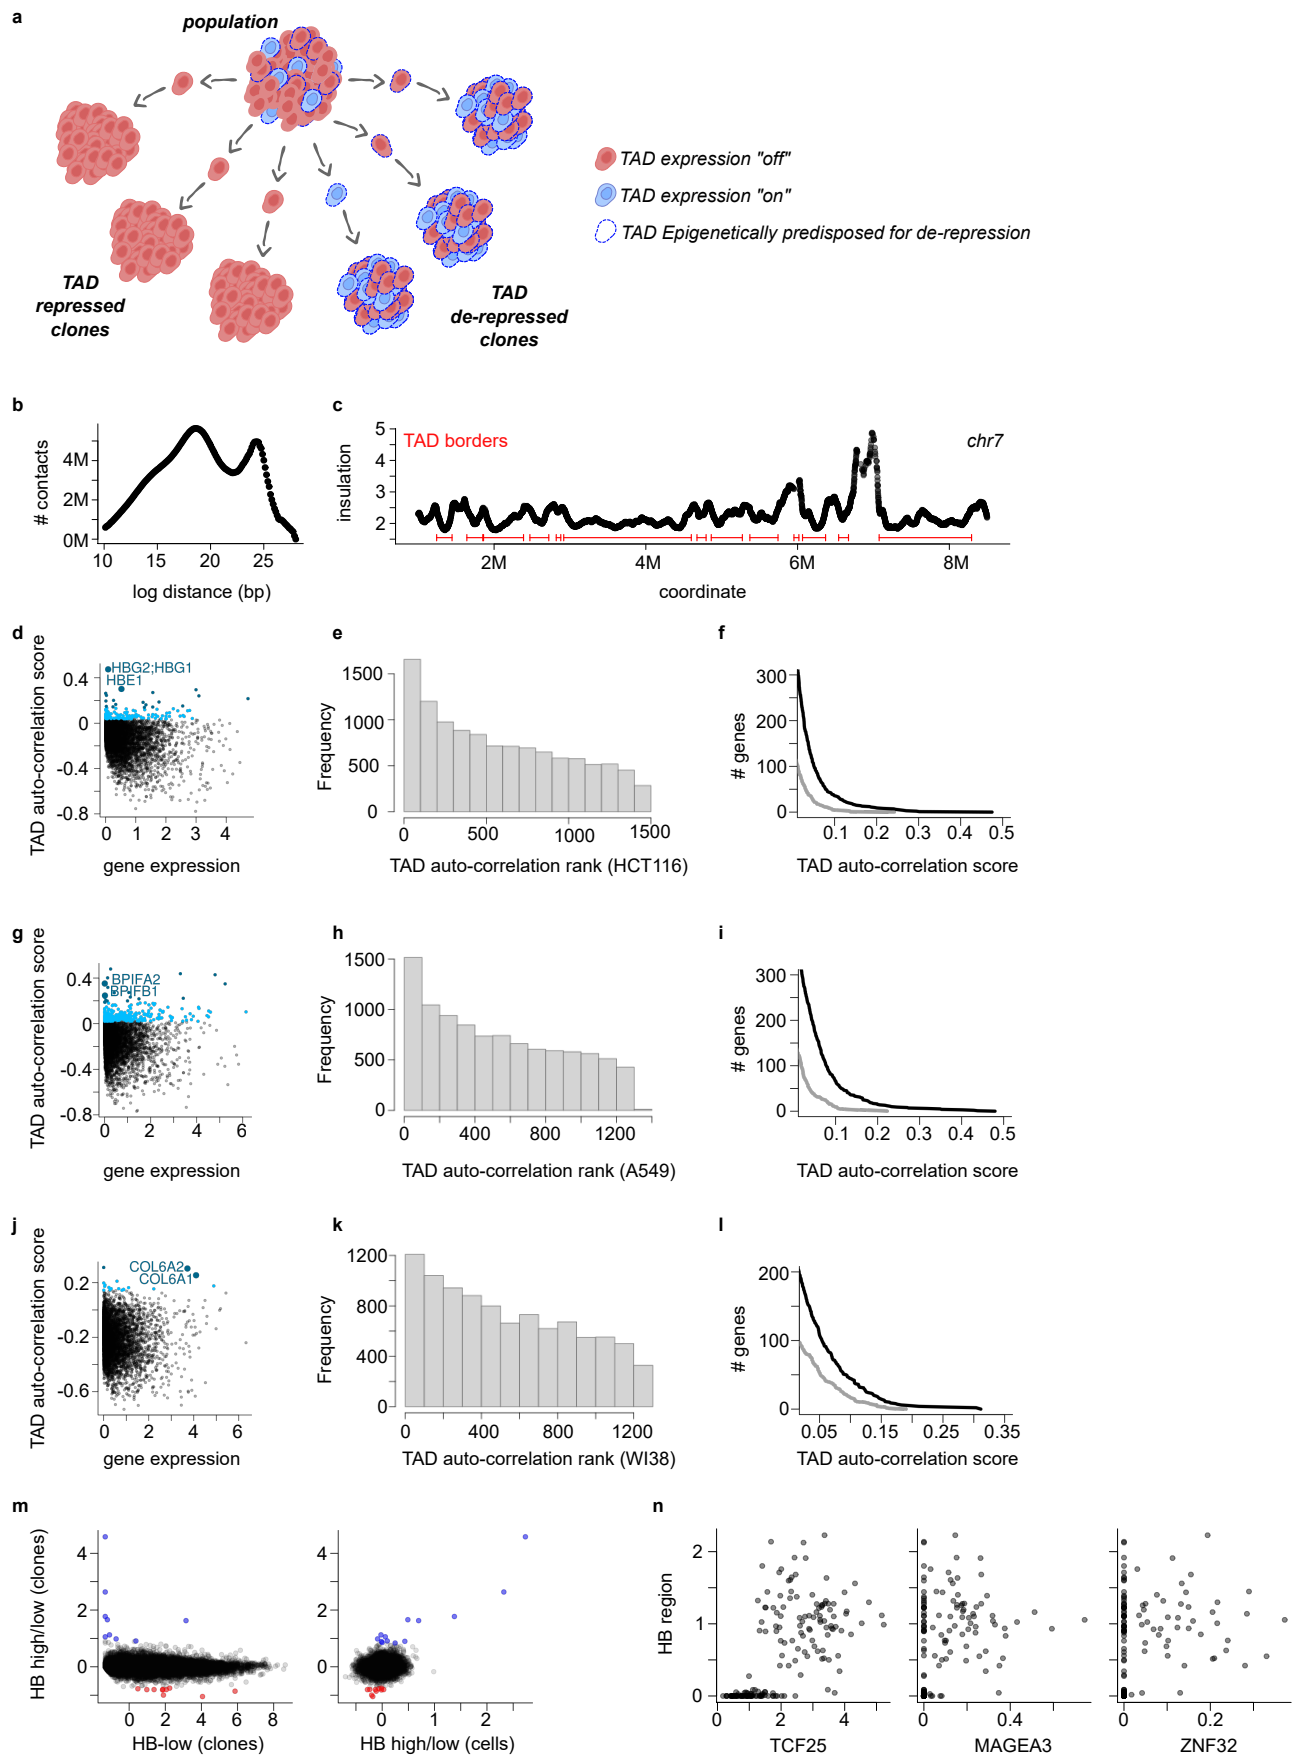 a
population
TAD repressed clones
TAD de-repressed clones
TAD expression "off"
TAD expression "on"
TAD Epigenetically predisposed for de-repression
b
# contacts
4M
2M
0M
10 15 20 25
log distance (bp)
c
insulation
5
4
3
2
TAD borders
chr7
2M 4M 6M 8M
coordinate
d
TAD auto-correlation score
0.4
0
-0.4
-0.8
HBG2;HBG1
HBE1
0 1 2 3 4
gene expression
e
Frequency
1500
1000
500
0
0 500 1000 1500
TAD auto-correlation rank (HCT116)
f
# genes
300
200
100
0
0.1 0.2 0.3 0.4 0.5
TAD auto-correlation score
g
TAD auto-correlation score
0.4
0
-0.4
-0.8
BPIFA2
BPIFB1
0 2 4 6
gene expression
h
Frequency
1500
1000
500
0
0 400 800 1200
TAD auto-correlation rank (A549)
i
# genes
300
200
100
0
0.1 0.2 0.3 0.4 0.5
TAD auto-correlation score
j
TAD auto-correlation score
0.2
-0.2
-0.6
COL6A2
COL6A1
0 2 4 6
gene expression
k
Frequency
1200
800
400
0
0 400 800 1200
TAD auto-correlation rank (WI38)
l
# genes
200
100
0
0.05 0.15 0.25 0.35
TAD auto-correlation score
m
HB high/low (clones)
4
2
0
0 2 4 6 8
HB-low (clones)
4
2
0
0 1 2
HB high/low (cells)
n
HB region
2
1
0
0 2 4
TCF25
0 0.4
MAGEA3
0 0.2
ZNF32